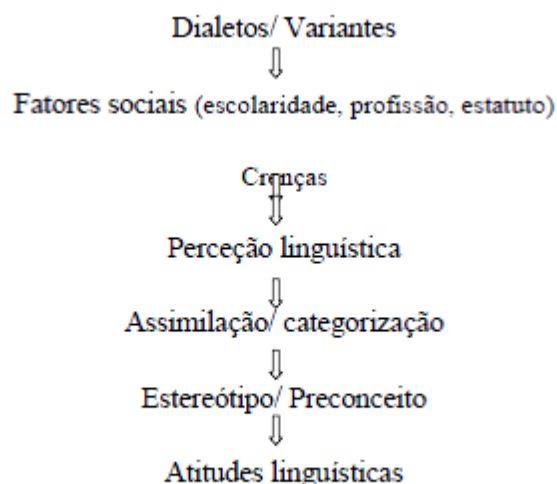 Dialetos/ Variantes
Fatores sociais (escolaridade, profissão, estatuto)
Crenças
Perceção linguística
Assimilação/ categorização
Estereótipo/ Preconceito
Atitudes linguísticas